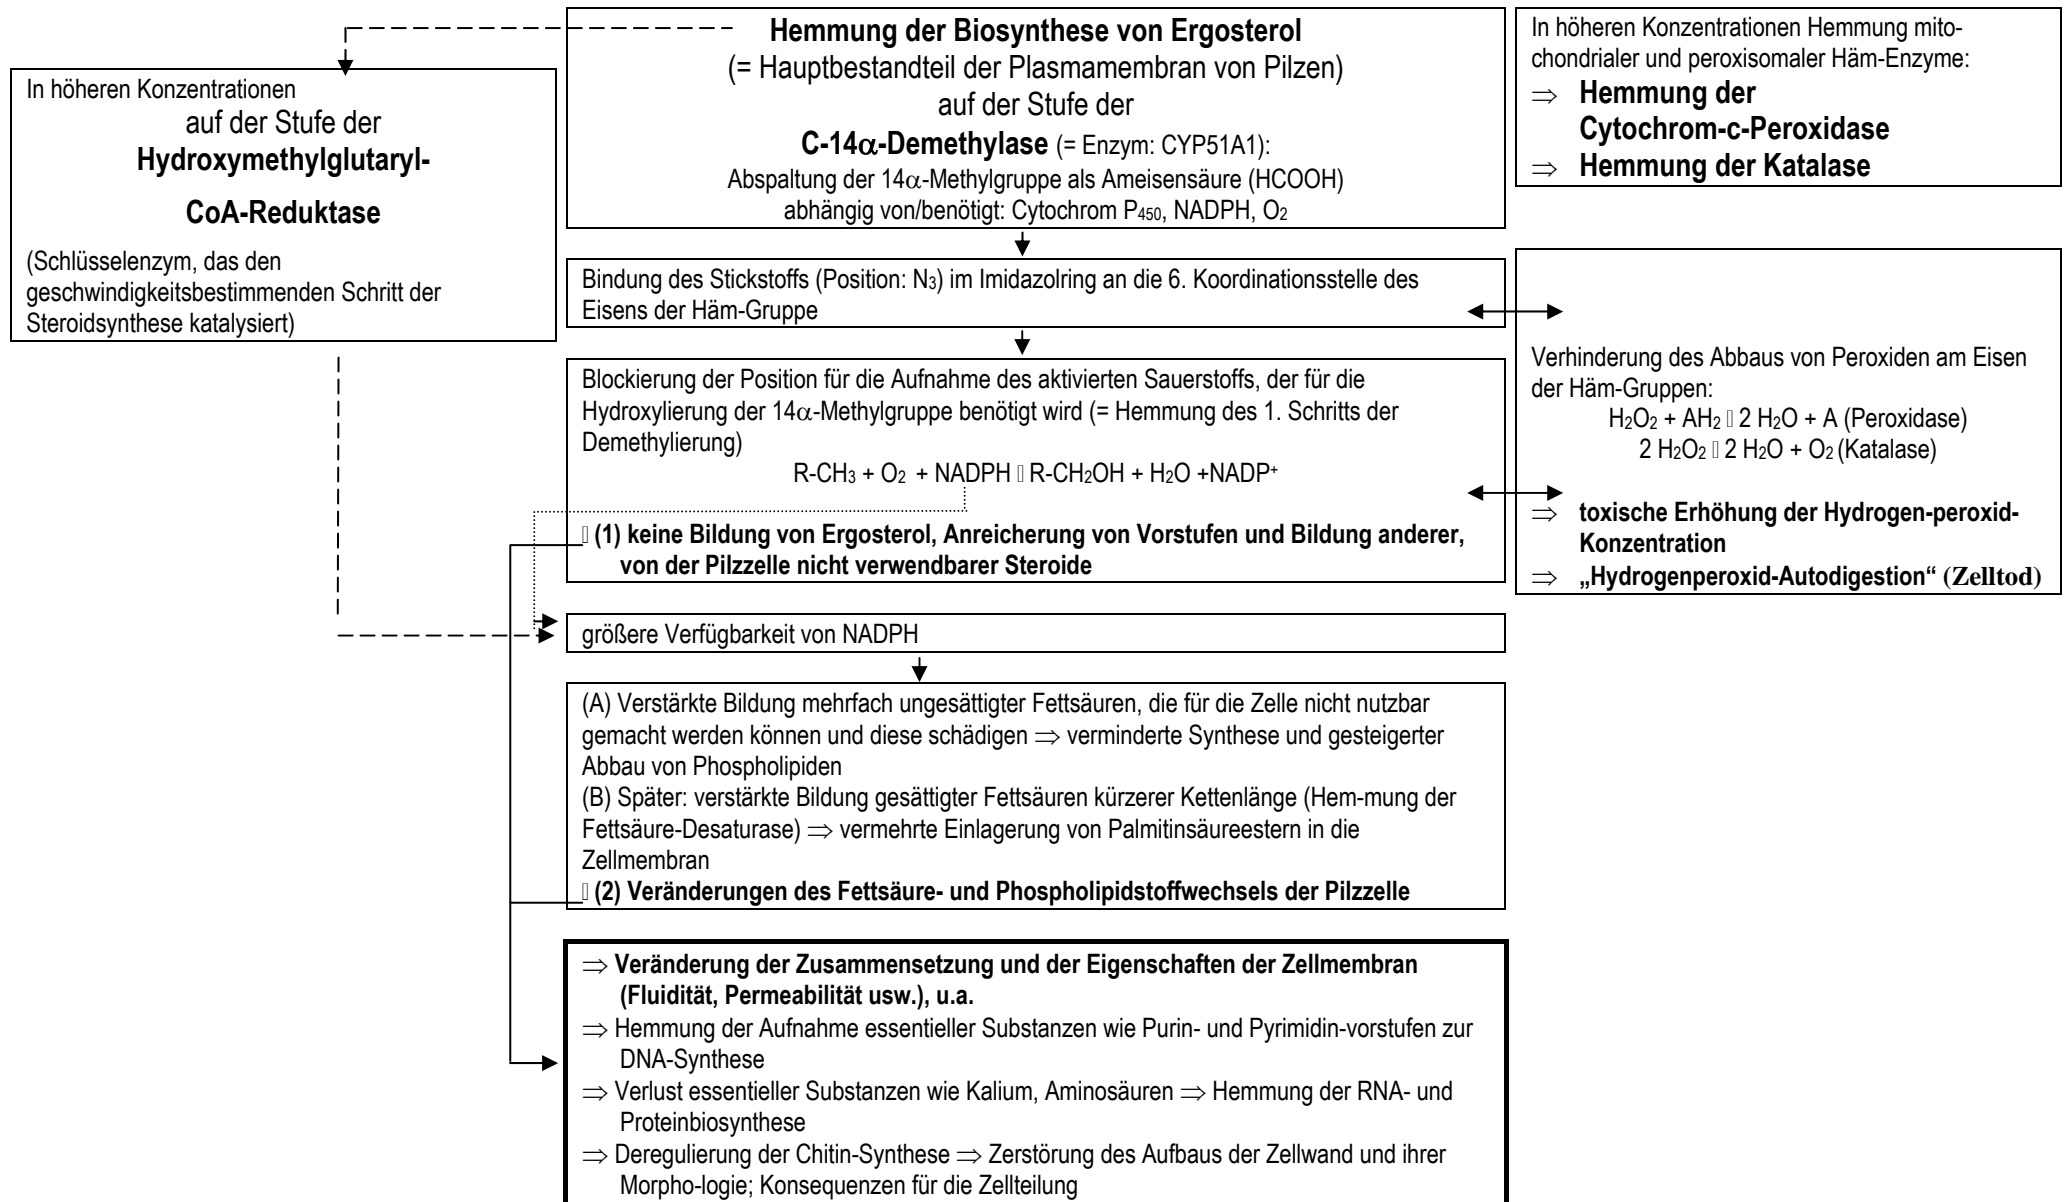 Hemmung der Biosynthese von Ergosterol
(= Hauptbestandteil der Plasmamembran von Pilzen)
auf der Stufe der
C-14α-Demethylase (= Enzym: CYP51A1):
Abspaltung der 14α-Methylgruppe als Ameisensäure (HCOOH)
abhängig von/benötigt: Cytochrom P450, NADPH, O2
In höheren Konzentrationen
auf der Stufe der
Hydroxymethylglutaryl-
CoA-Reduktase
(Schlüsselenzym, das den
geschwindigkeitsbestimmenden Schritt der
Steroidsynthese katalysiert)
In höheren Konzentrationen Hemmung mito-
chondrialer und peroxisomaler Häm-Enzyme:
⇒ Hemmung der
Cytochrom-c-Peroxidase
⇒ Hemmung der Katalase
Bindung des Stickstoffs (Position: N3) im Imidazolring an die 6. Koordinationsstelle des
Eisens der Häm-Gruppe
Blockierung der Position für die Aufnahme des aktivierten Sauerstoffs, der für die
Hydroxylierung der 14α-Methylgruppe benötigt wird (= Hemmung des 1. Schritts der
Demethylierung)
R-CH3 + O2 + NADPH ▯ R-CH2OH + H2O +NADP+
▯ (1) keine Bildung von Ergosterol, Anreicherung von Vorstufen und Bildung anderer,
von der Pilzzelle nicht verwendbarer Steroide
Verhinderung des Abbaus von Peroxiden am Eisen
der Häm-Gruppen:
H2O2 + AH2 ▯ 2 H2O + A (Peroxidase)
2 H2O2 ▯ 2 H2O + O2 (Katalase)
⇒ toxische Erhöhung der Hydrogen-peroxid-
Konzentration
⇒ „Hydrogenperoxid-Autodigestion“ (Zelltod)
größere Verfügbarkeit von NADPH
(A) Verstärkte Bildung mehrfach ungesättigter Fettsäuren, die für die Zelle nicht nutzbar
gemacht werden können und diese schädigen ⇒ verminderte Synthese und gesteigerter
Abbau von Phospholipiden
(B) Später: verstärkte Bildung gesättigter Fettsäuren kürzerer Kettenlänge (Hem-mung der
Fettsäure-Desaturase) ⇒ vermehrte Einlagerung von Palmitinsäureestern in die
Zellmembran
▯ (2) Veränderungen des Fettsäure- und Phospholipidstoffwechsels der Pilzzelle
⇒ Veränderung der Zusammensetzung und der Eigenschaften der Zellmembran
(Fluidität, Permeabilität usw.), u.a.
⇒ Hemmung der Aufnahme essentieller Substanzen wie Purin- und Pyrimidin-vorstufen zur
DNA-Synthese
⇒ Verlust essentieller Substanzen wie Kalium, Aminosäuren ⇒ Hemmung der RNA- und
Proteinbiosynthese
⇒ Deregulierung der Chitin-Synthese ⇒ Zerstörung des Aufbaus der Zellwand und ihrer
Morpho-logie; Konsequenzen für die Zellteilung